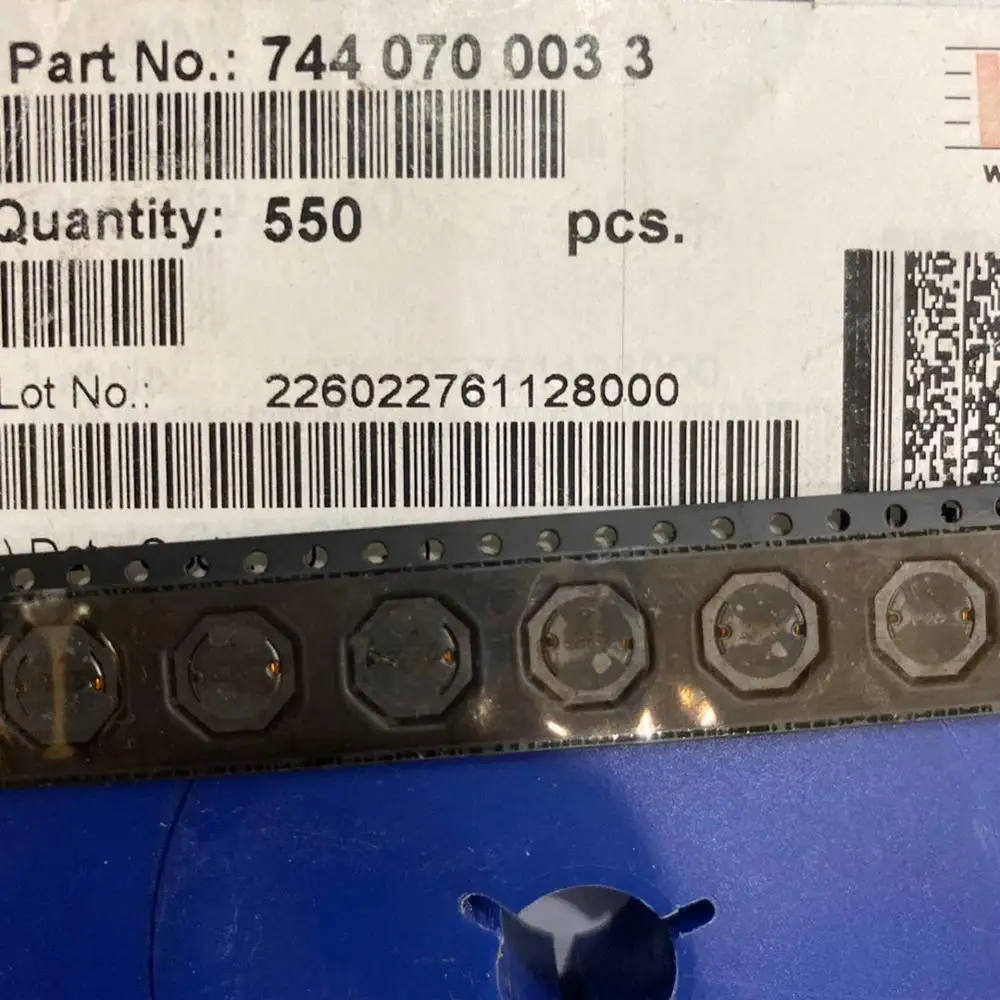 Part No.: 744 070 003 3
Quantity: 550 pcs.
Lot No.: 226022761128000